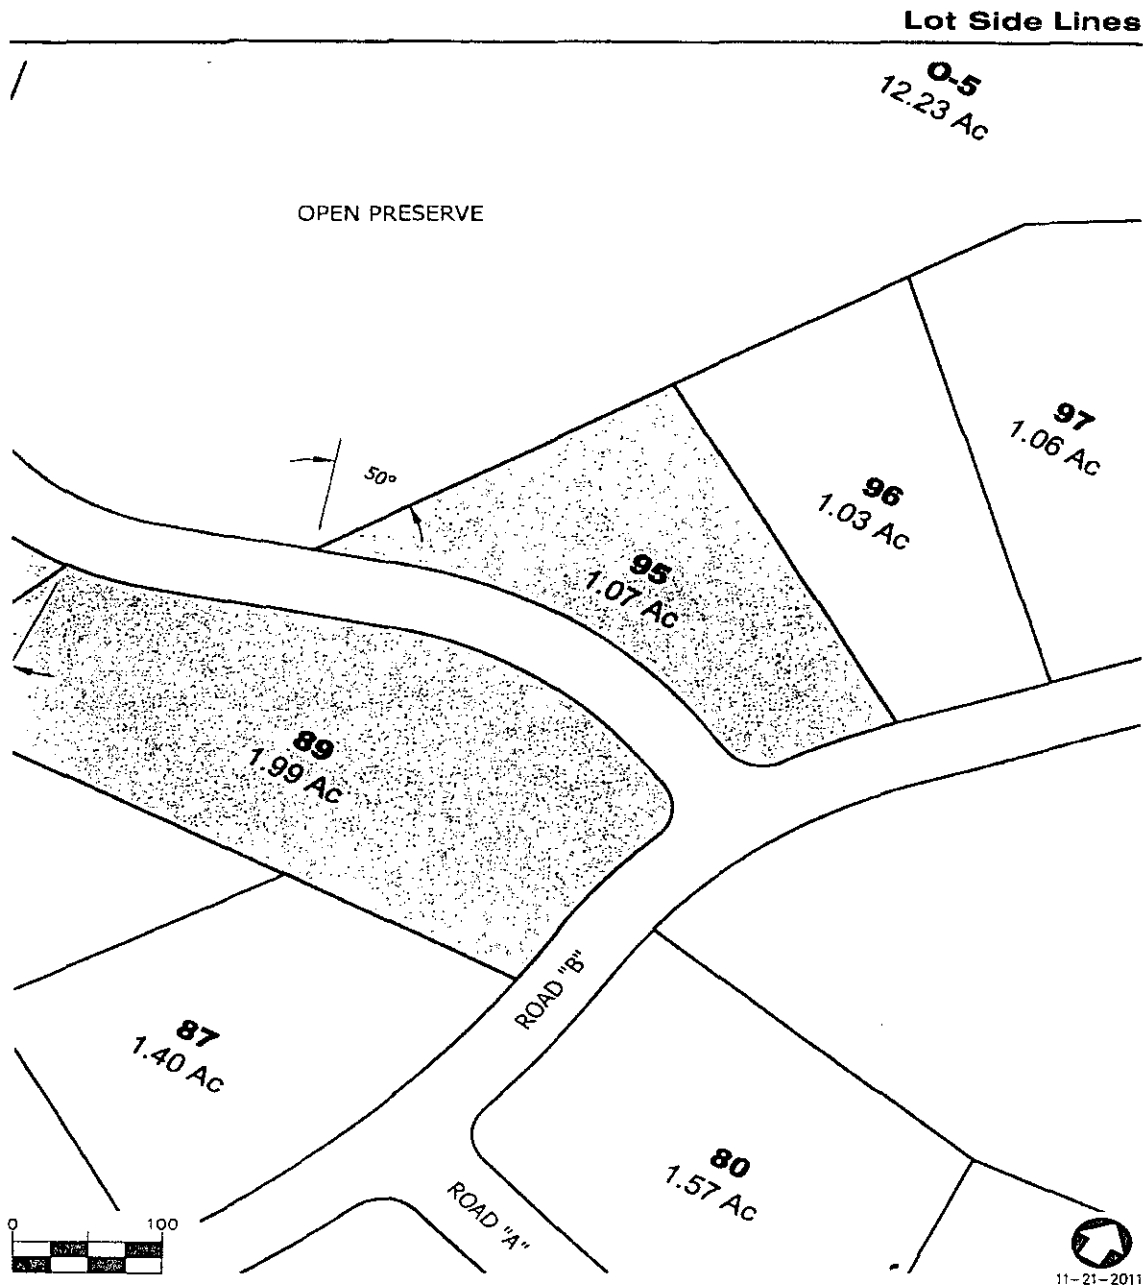 Lot Side Lines
O-5
12.23 Ac
OPEN PRESERVE
97
1.06 Ac
50°
96
1.03 Ac
95
1.07 Ac
89
1.99 Ac
ROAD "B"
87
1.40 Ac
80
1.57 Ac
ROAD "A"
0 100
11-21-2011